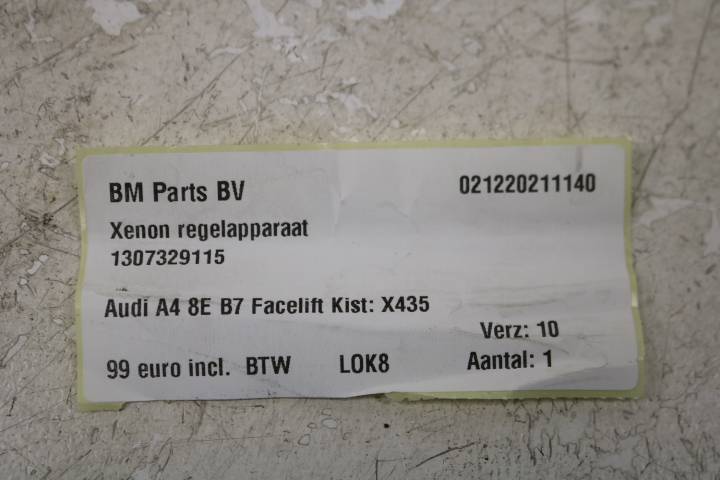 BM Parts BV 021220211140
Xenon regelapparaat
1307329115
Audi A4 8E B7 Facelift Kist: X435
Verz: 10
99 euro incl. BTW LOK8 Aantal: 1